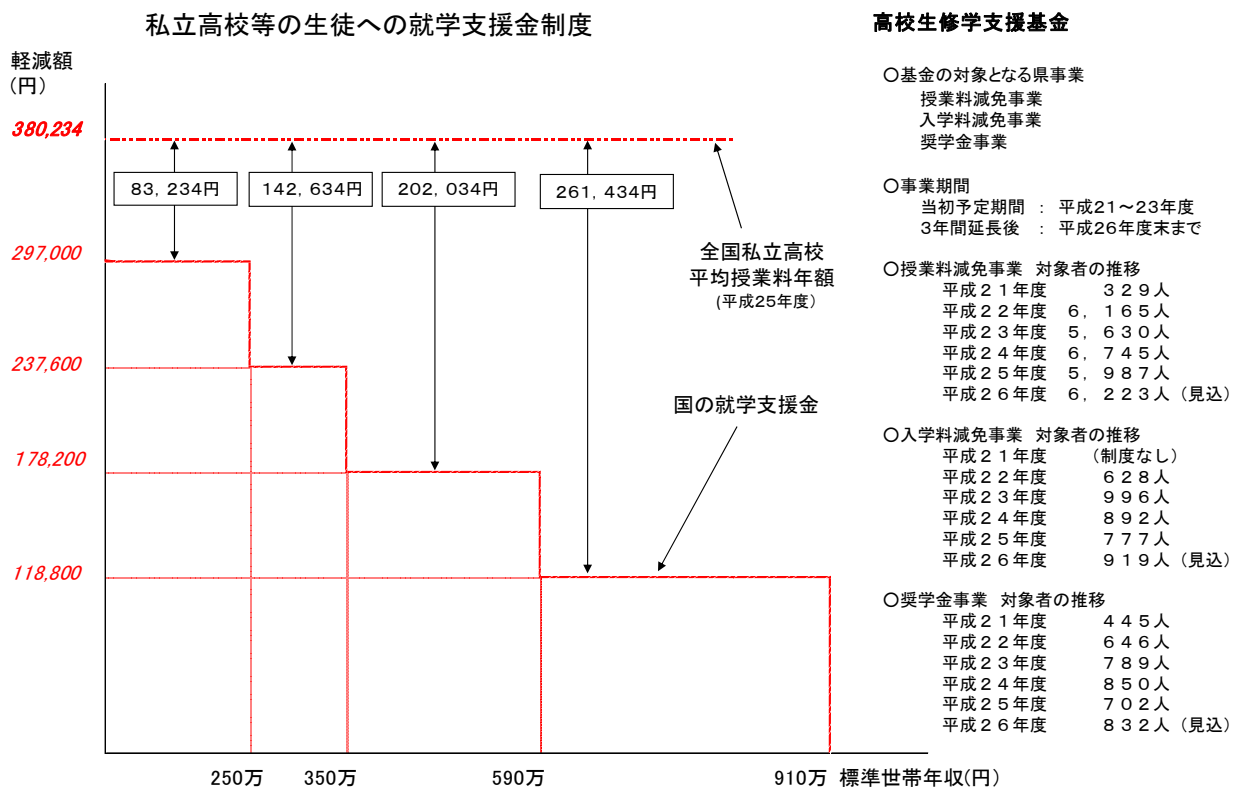 私立高校等の生徒への就学支援金制度
軽減額
(円)
380,234
83,234円
142,634円
202,034円
261,434円
297,000
237,600
178,200
118,800
全国私立高校
平均授業料年額
(平成25年度)
国の就学支援金
250万
350万
590万
910万
標準世帯年収(円)
高校生修学支援基金
○基金の対象となる県事業
授業料減免事業
入学料減免事業
奨学金事業
○事業期間
当初予定期間 : 平成21～23年度
3年間延長後 : 平成26年度末まで
○授業料減免事業 対象者の推移
平成21年度 329人
平成22年度 6,165人
平成23年度 5,630人
平成24年度 6,745人
平成25年度 5,987人
平成26年度 6,223人(見込)
○入学料減免事業 対象者の推移
平成21年度 (制度なし)
平成22年度 628人
平成23年度 996人
平成24年度 892人
平成25年度 777人
平成26年度 919人(見込)
○奨学金事業 対象者の推移
平成21年度 445人
平成22年度 646人
平成23年度 789人
平成24年度 850人
平成25年度 702人
平成26年度 832人(見込)